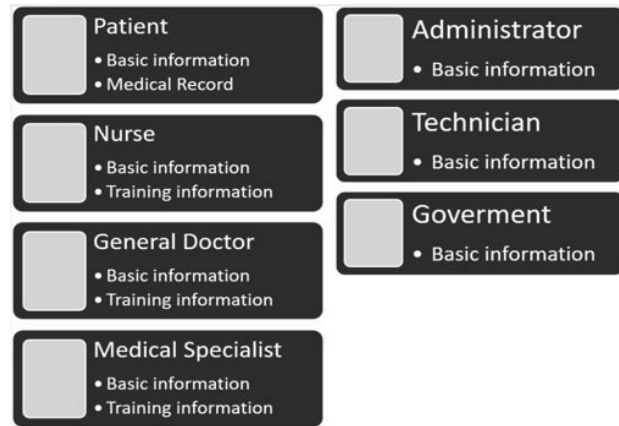 Patient
• Basic information
• Medical Record
Nurse
• Basic information
• Training information
General Doctor
• Basic information
• Training information
Medical Specialist
• Basic information
• Training information
Administrator
• Basic information
Technician
• Basic information
Goverment
• Basic information